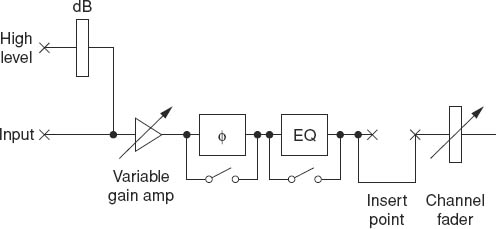 dB
High
level
Input
ϕ
EQ
Variable
gain amp
Insert
point
Channel
fader